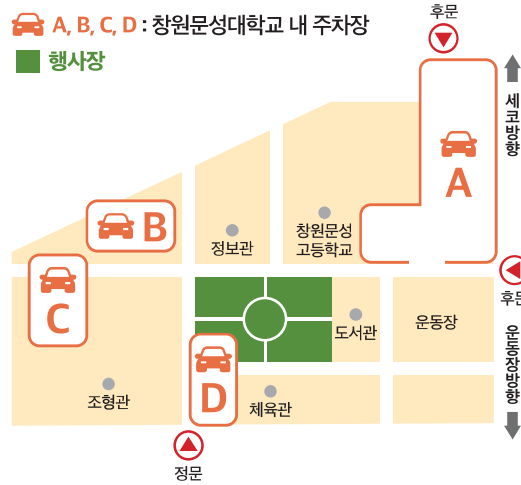 A, B, C, D : 창원문성대학교 내 주차장
행사장
후문
세코방향
A
B
정보관
창원문성
고등학교
C
후문
도서관
운동장
운동장방향
D
조형관
체육관
정문